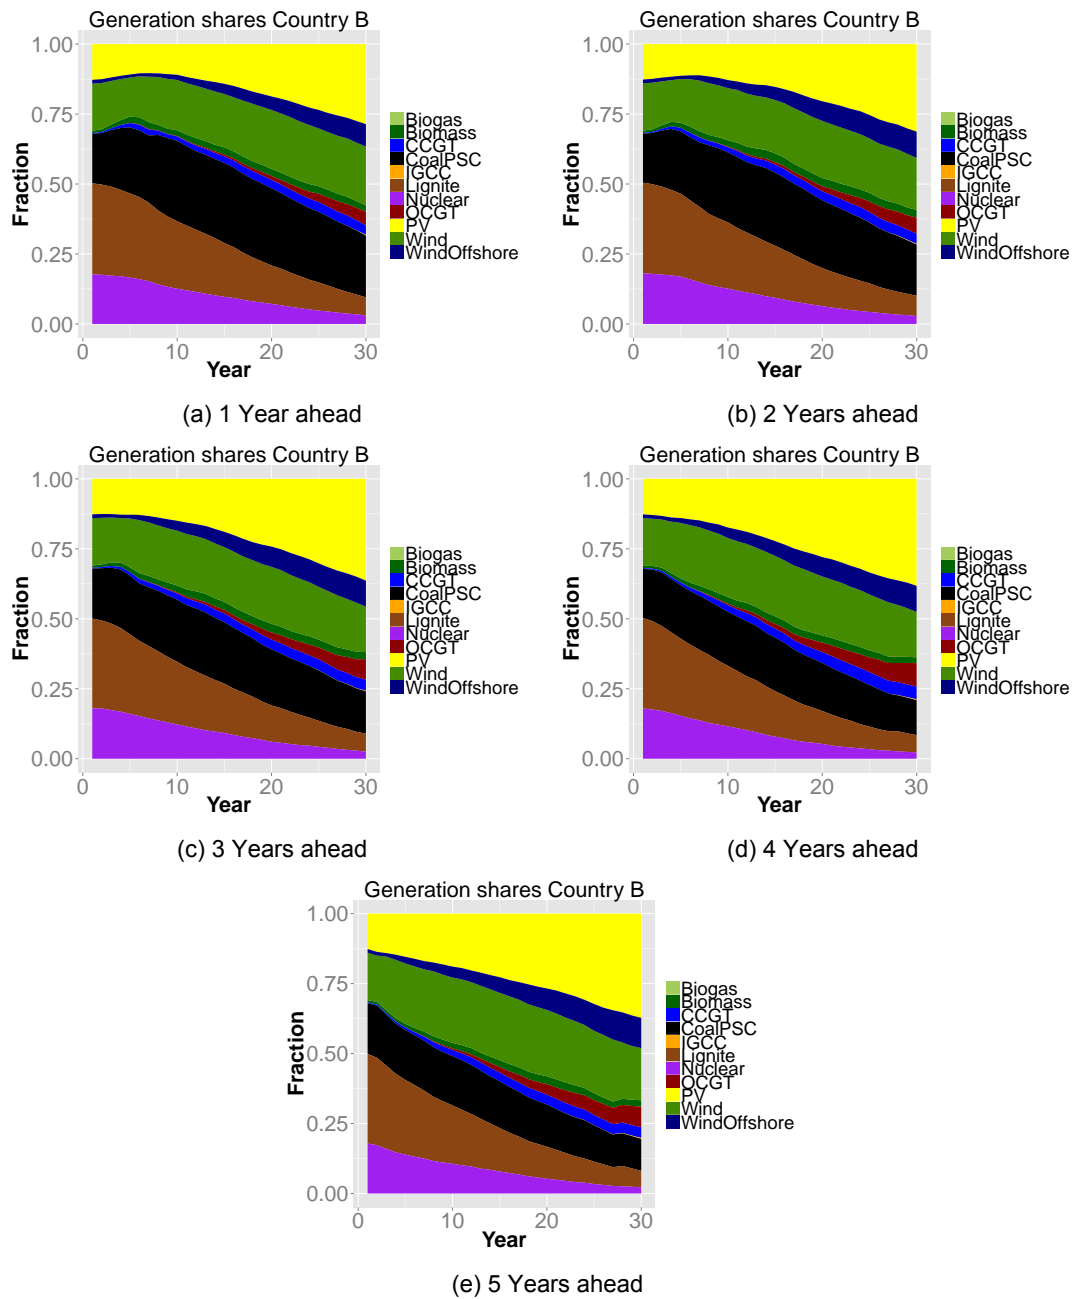 Generation shares Country B
1.00
0.75
0.50
0.25
0.00
Fraction
0 10 20 30
Year
Biogas
Biomass
CCGT
CoalPSC
IGCC
Lignite
Nuclear
OCGT
PV
Wind
WindOffshore
(a) 1 Year ahead
Generation shares Country B
1.00
0.75
0.50
0.25
0.00
Fraction
0 10 20 30
Year
Biogas
Biomass
CCGT
CoalPSC
IGCC
Lignite
Nuclear
OCGT
PV
Wind
WindOffshore
(b) 2 Years ahead
Generation shares Country B
1.00
0.75
0.50
0.25
0.00
Fraction
0 10 20 30
Year
Biogas
Biomass
CCGT
CoalPSC
IGCC
Lignite
Nuclear
OCGT
PV
Wind
WindOffshore
(c) 3 Years ahead
Generation shares Country B
1.00
0.75
0.50
0.25
0.00
Fraction
0 10 20 30
Year
Biogas
Biomass
CCGT
CoalPSC
IGCC
Lignite
Nuclear
OCGT
PV
Wind
WindOffshore
(d) 4 Years ahead
Generation shares Country B
1.00
0.75
0.50
0.25
0.00
Fraction
0 10 20 30
Year
Biogas
Biomass
CCGT
CoalPSC
IGCC
Lignite
Nuclear
OCGT
PV
Wind
WindOffshore
(e) 5 Years ahead